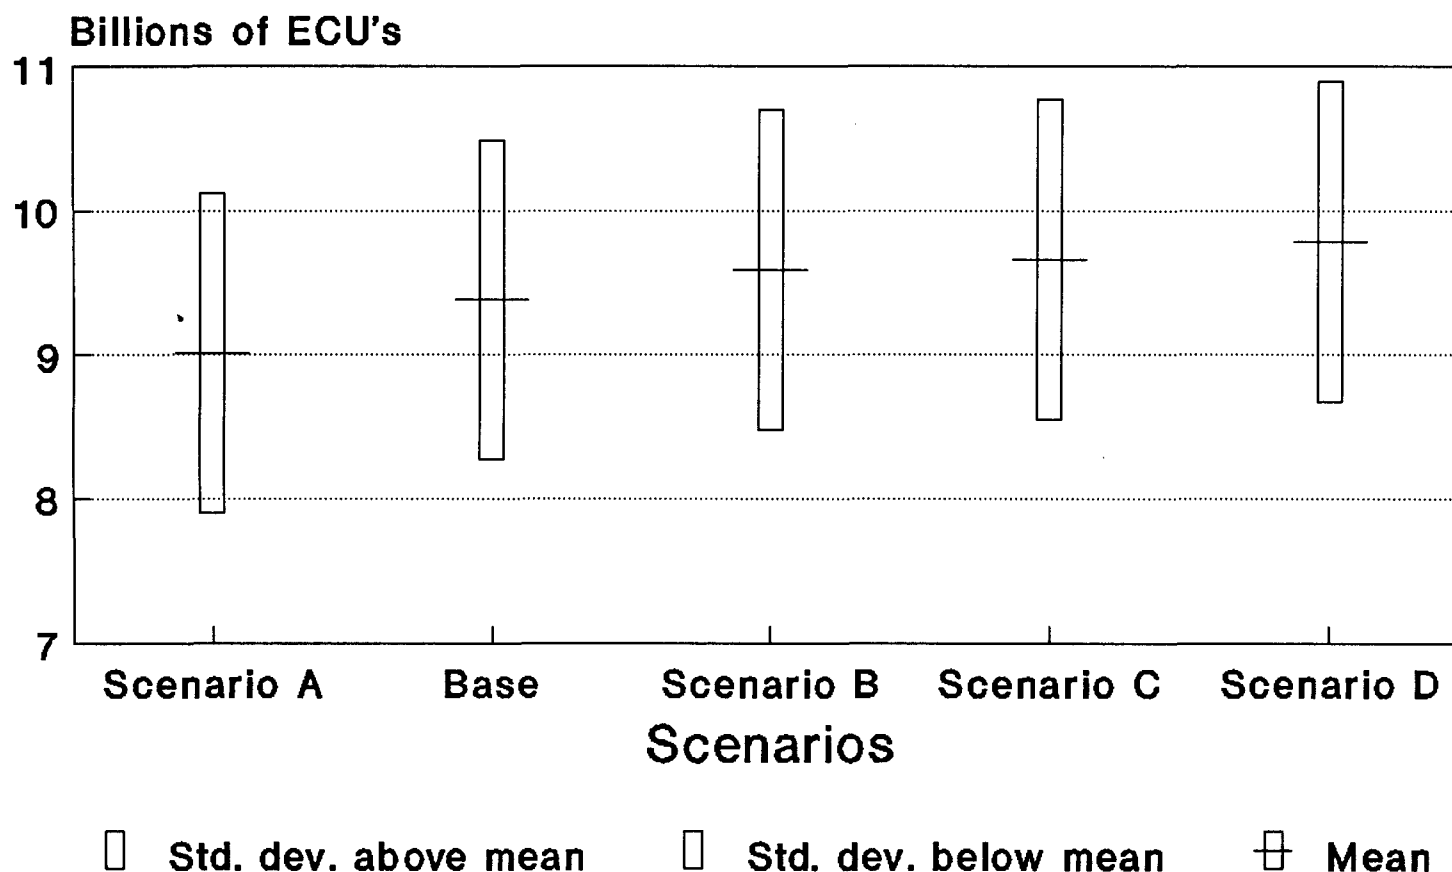 Billions of ECU's
11
10
9
8
7
Scenario A Base Scenario B Scenario C Scenario D
Scenarios
Std. dev. above mean Std. dev. below mean Mean